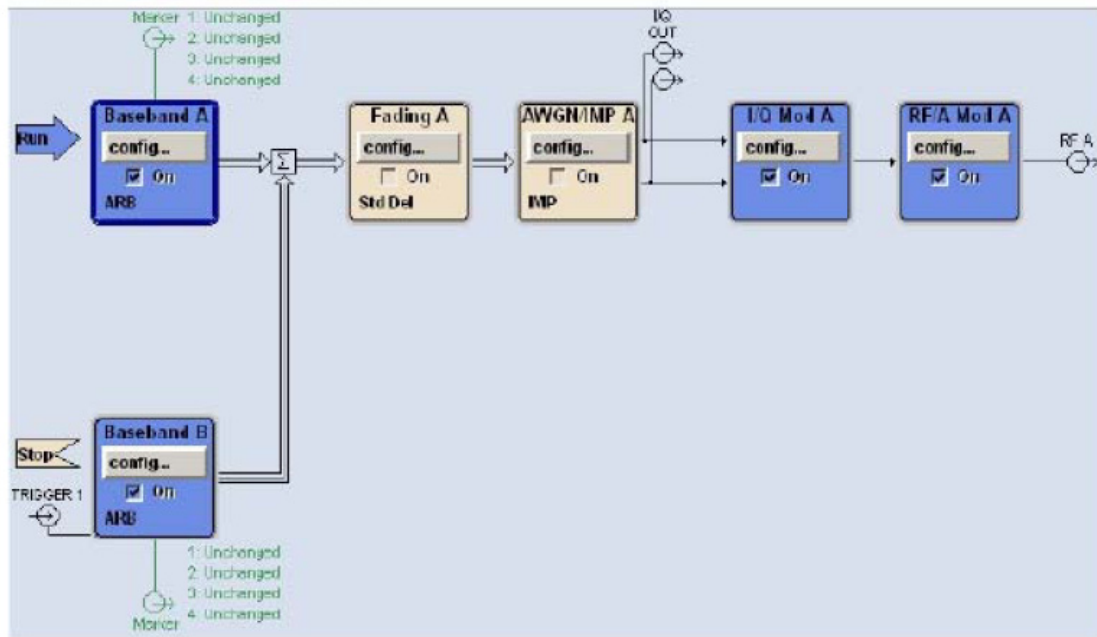 Marker 1: Unchanged
2: Unchanged
3: Unchanged
4: Unchanged
I/Q
OUT
Run
Baseband A
config...
On
ARB
Σ
Fading A
config...
On
Std Del
AWGN/IMP A
config...
On
IMP
I/Q Mod A
config...
On
RF/A Mod A
config...
On
RF A
Stop
TRIGGER 1
Baseband B
config...
On
ARB
1: Unchanged
2: Unchanged
3: Unchanged
4: Unchanged
Marker